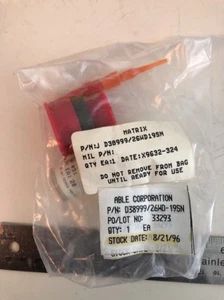 MATRIX
P/N:J D38999/26WD19SN
MIL P/N:
QTY EA:1 DATE:X9632-324
DO NOT REMOVE FROM BAG
UNTIL READY FOR USE
ABLE CORPORATION
P/N: D38999/26WD-19SN
PO/LOT NO: 33293
QTY: 1 EA
STOCK DATE: 8/21/96